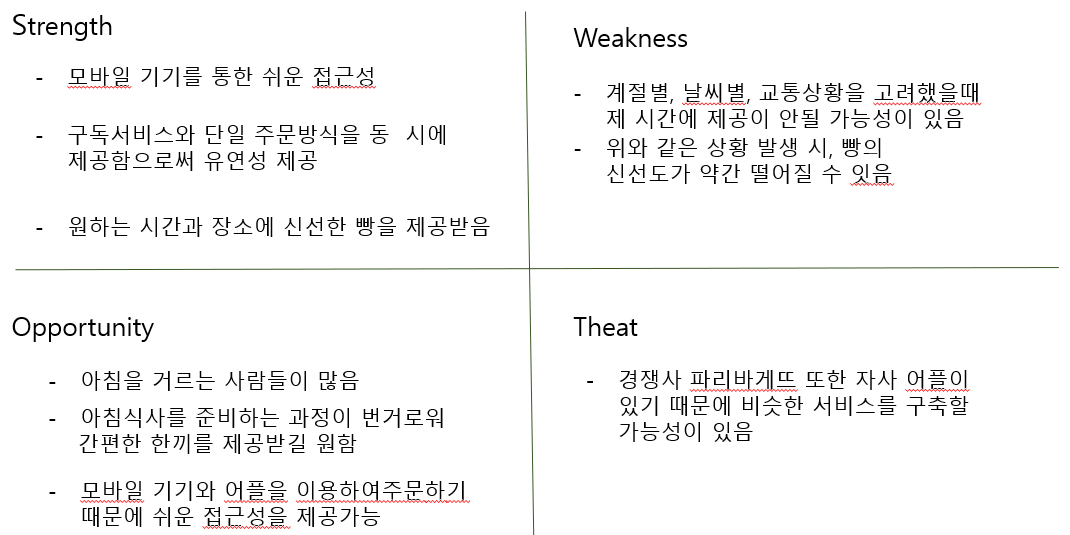 Strength
- 모바일 기기를 통한 쉬운 접근성
- 구독서비스와 단일 주문방식을 동 시에
제공함으로써 유연성 제공
- 원하는 시간과 장소에 신선한 빵을 제공받음
Weakness
- 계절별, 날씨별, 교통상황을 고려했을때
제 시간에 제공이 안될 가능성이 있음
- 위와 같은 상황 발생 시, 빵의
신선도가 약간 떨어질 수 잇음
Opportunity
- 아침을 거르는 사람들이 많음
- 아침식사를 준비하는 과정이 번거로워
간편한 한끼를 제공받길 원함
- 모바일 기기와 어플을 이용하여주문하기
때문에 쉬운 접근성을 제공가능
Theat
- 경쟁사 파리바게뜨 또한 자사 어플이
있기 때문에 비슷한 서비스를 구축할
가능성이 있음